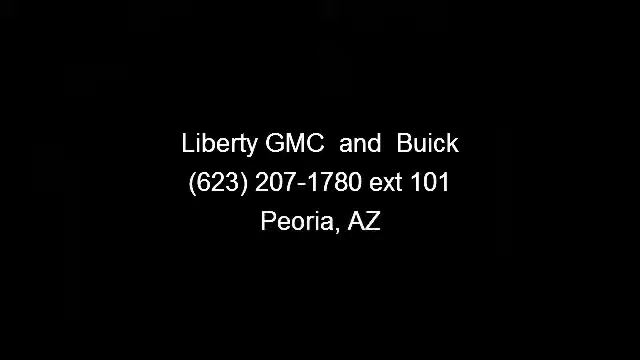 Liberty GMC  and  Buick
(623) 207-1780 ext 101
Peoria, AZ